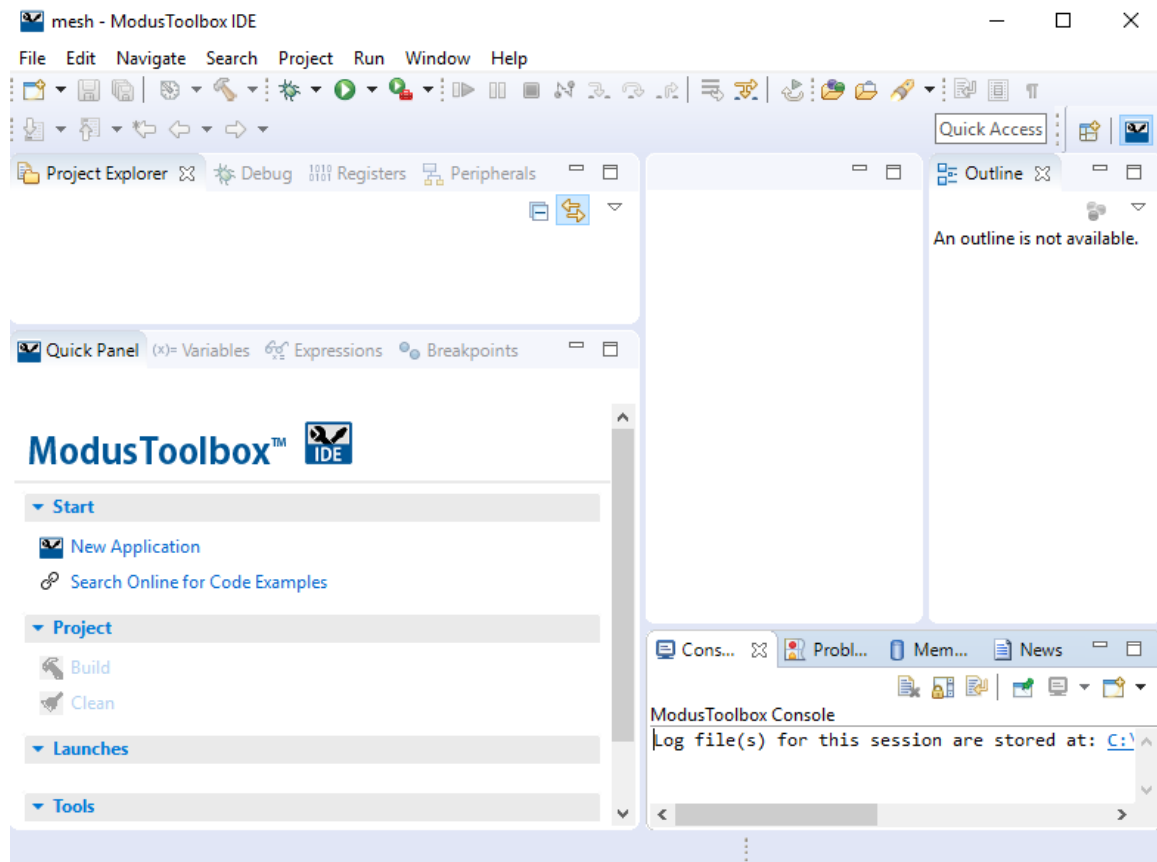 mesh - ModusToolbox IDE
File Edit Navigate Search Project Run Window Help
Quick Access
Project Explorer Debug 1010 0101 Registers Peripherals
Outline
An outline is not available.
Quick Panel (x)= Variables Expressions Breakpoints
ModusToolbox™ IDE
Start
New Application
Search Online for Code Examples
Project
Build
Clean
Launches
Tools
Cons... Probl... Mem... News
ModusToolbox Console
Log file(s) for this session are stored at: C:\